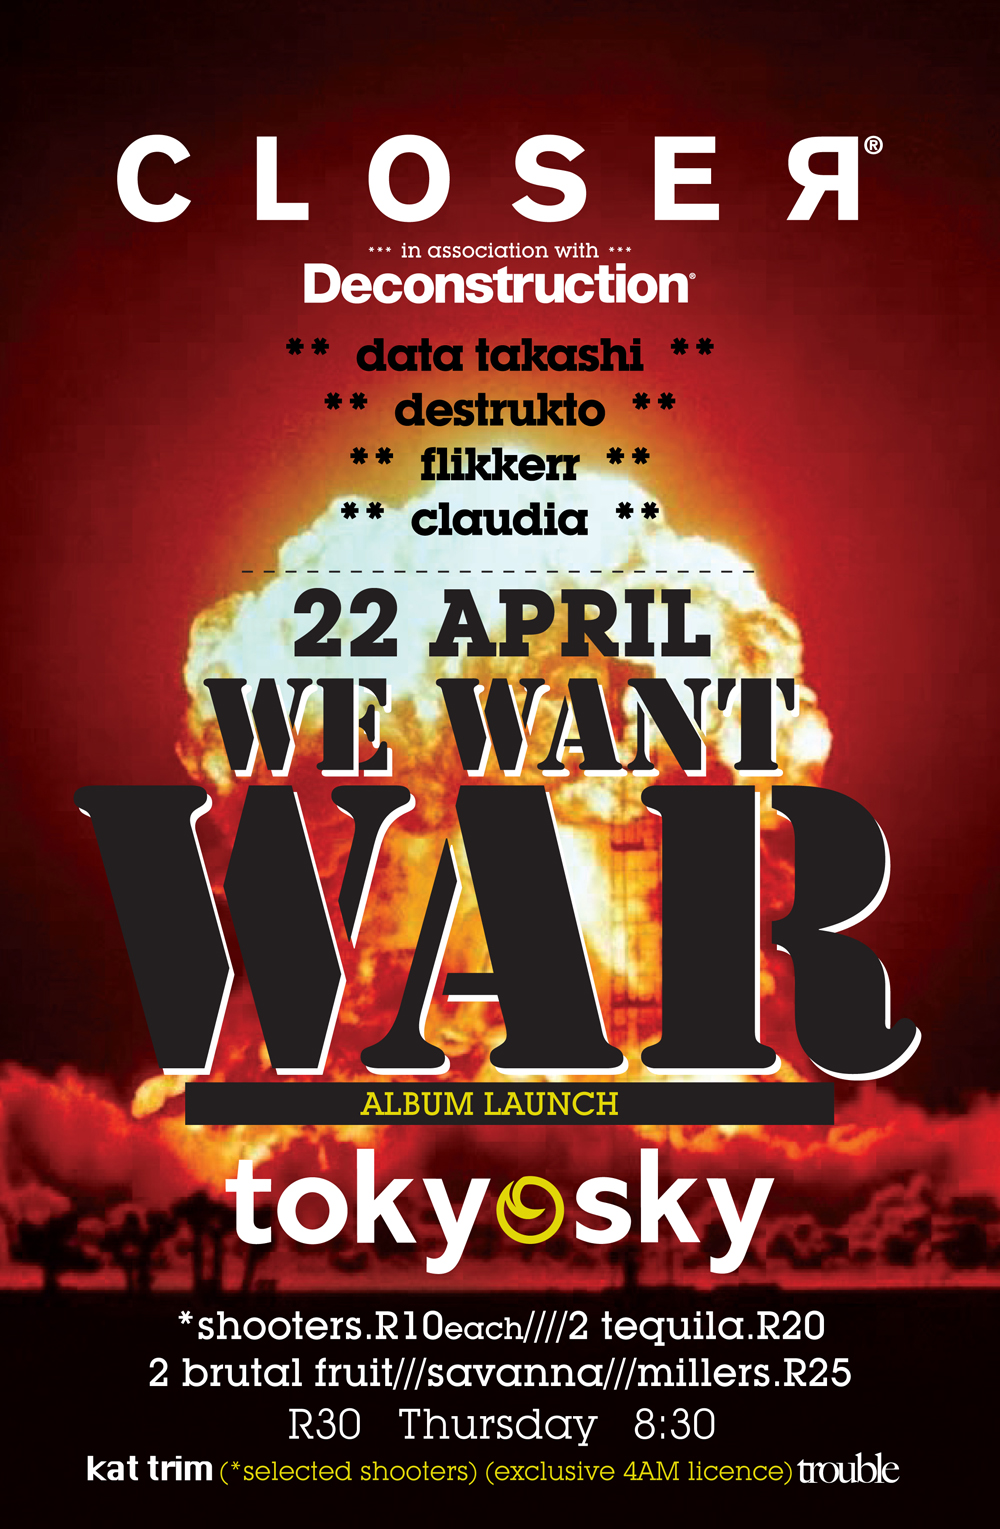 CLOSEЯ®
*** in association with ***
Deconstruction®
** data takashi **
** destrukto **
** flikkerr **
** claudia **
22 APRIL
WE WANT
WAR
ALBUM LAUNCH
tokyosky
*shooters.R10each////2 tequila.R20
2 brutal fruit///savanna///millers.R25
R30 Thursday 8:30
kat trim (*selected shooters) (exclusive 4AM licence) trouble